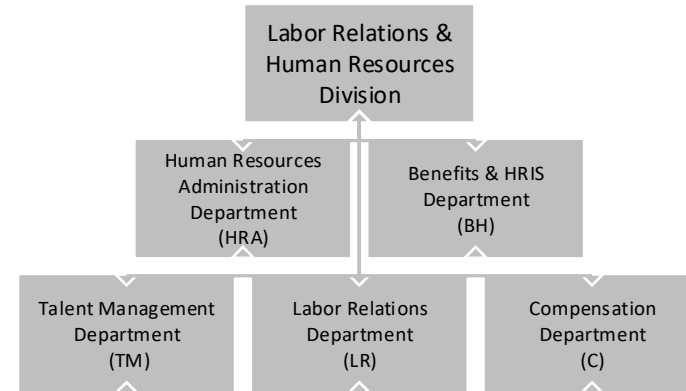 Labor Relations &
Human Resources
Division
Human Resources
Administration
Department
(HRA)
Benefits & HRIS
Department
(BH)
Talent Management
Department
(TM)
Labor Relations
Department
(LR)
Compensation
Department
(C)